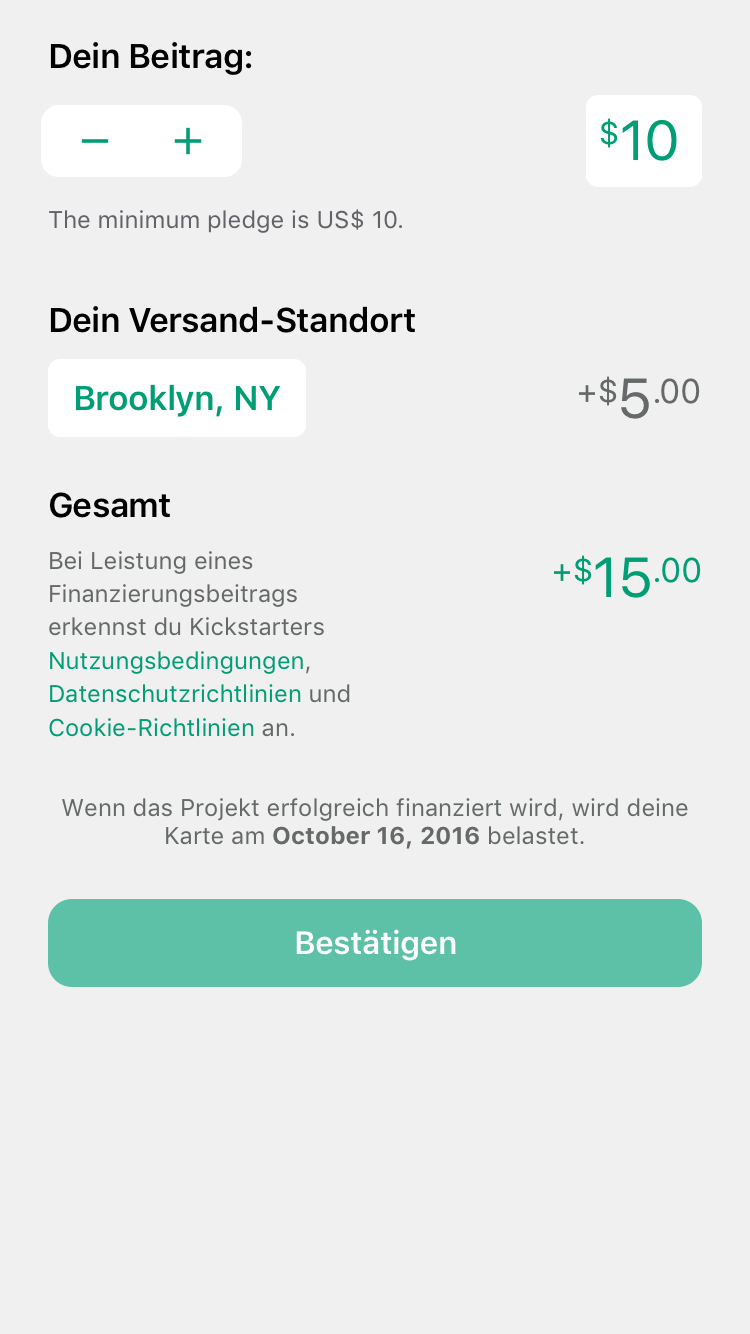 Dein Beitrag:
− +
$10
The minimum pledge is US$ 10.
Dein Versand-Standort
Brooklyn, NY
+$5.00
Gesamt
Bei Leistung eines
Finanzierungsbeitrags
erkennst du Kickstarters
Nutzungsbedingungen,
Datenschutzrichtlinien und
Cookie-Richtlinien an.
+$15.00
Wenn das Projekt erfolgreich finanziert wird, wird deine
Karte am October 16, 2016 belastet.
Bestätigen